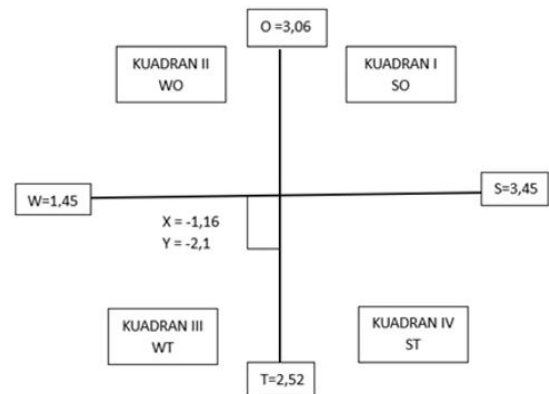 O =3,06
KUADRAN II
WO
KUADRAN I
SO
W=1,45
S=3,45
X = -1,16
Y = -2,1
KUADRAN III
WT
KUADRAN IV
ST
T=2,52